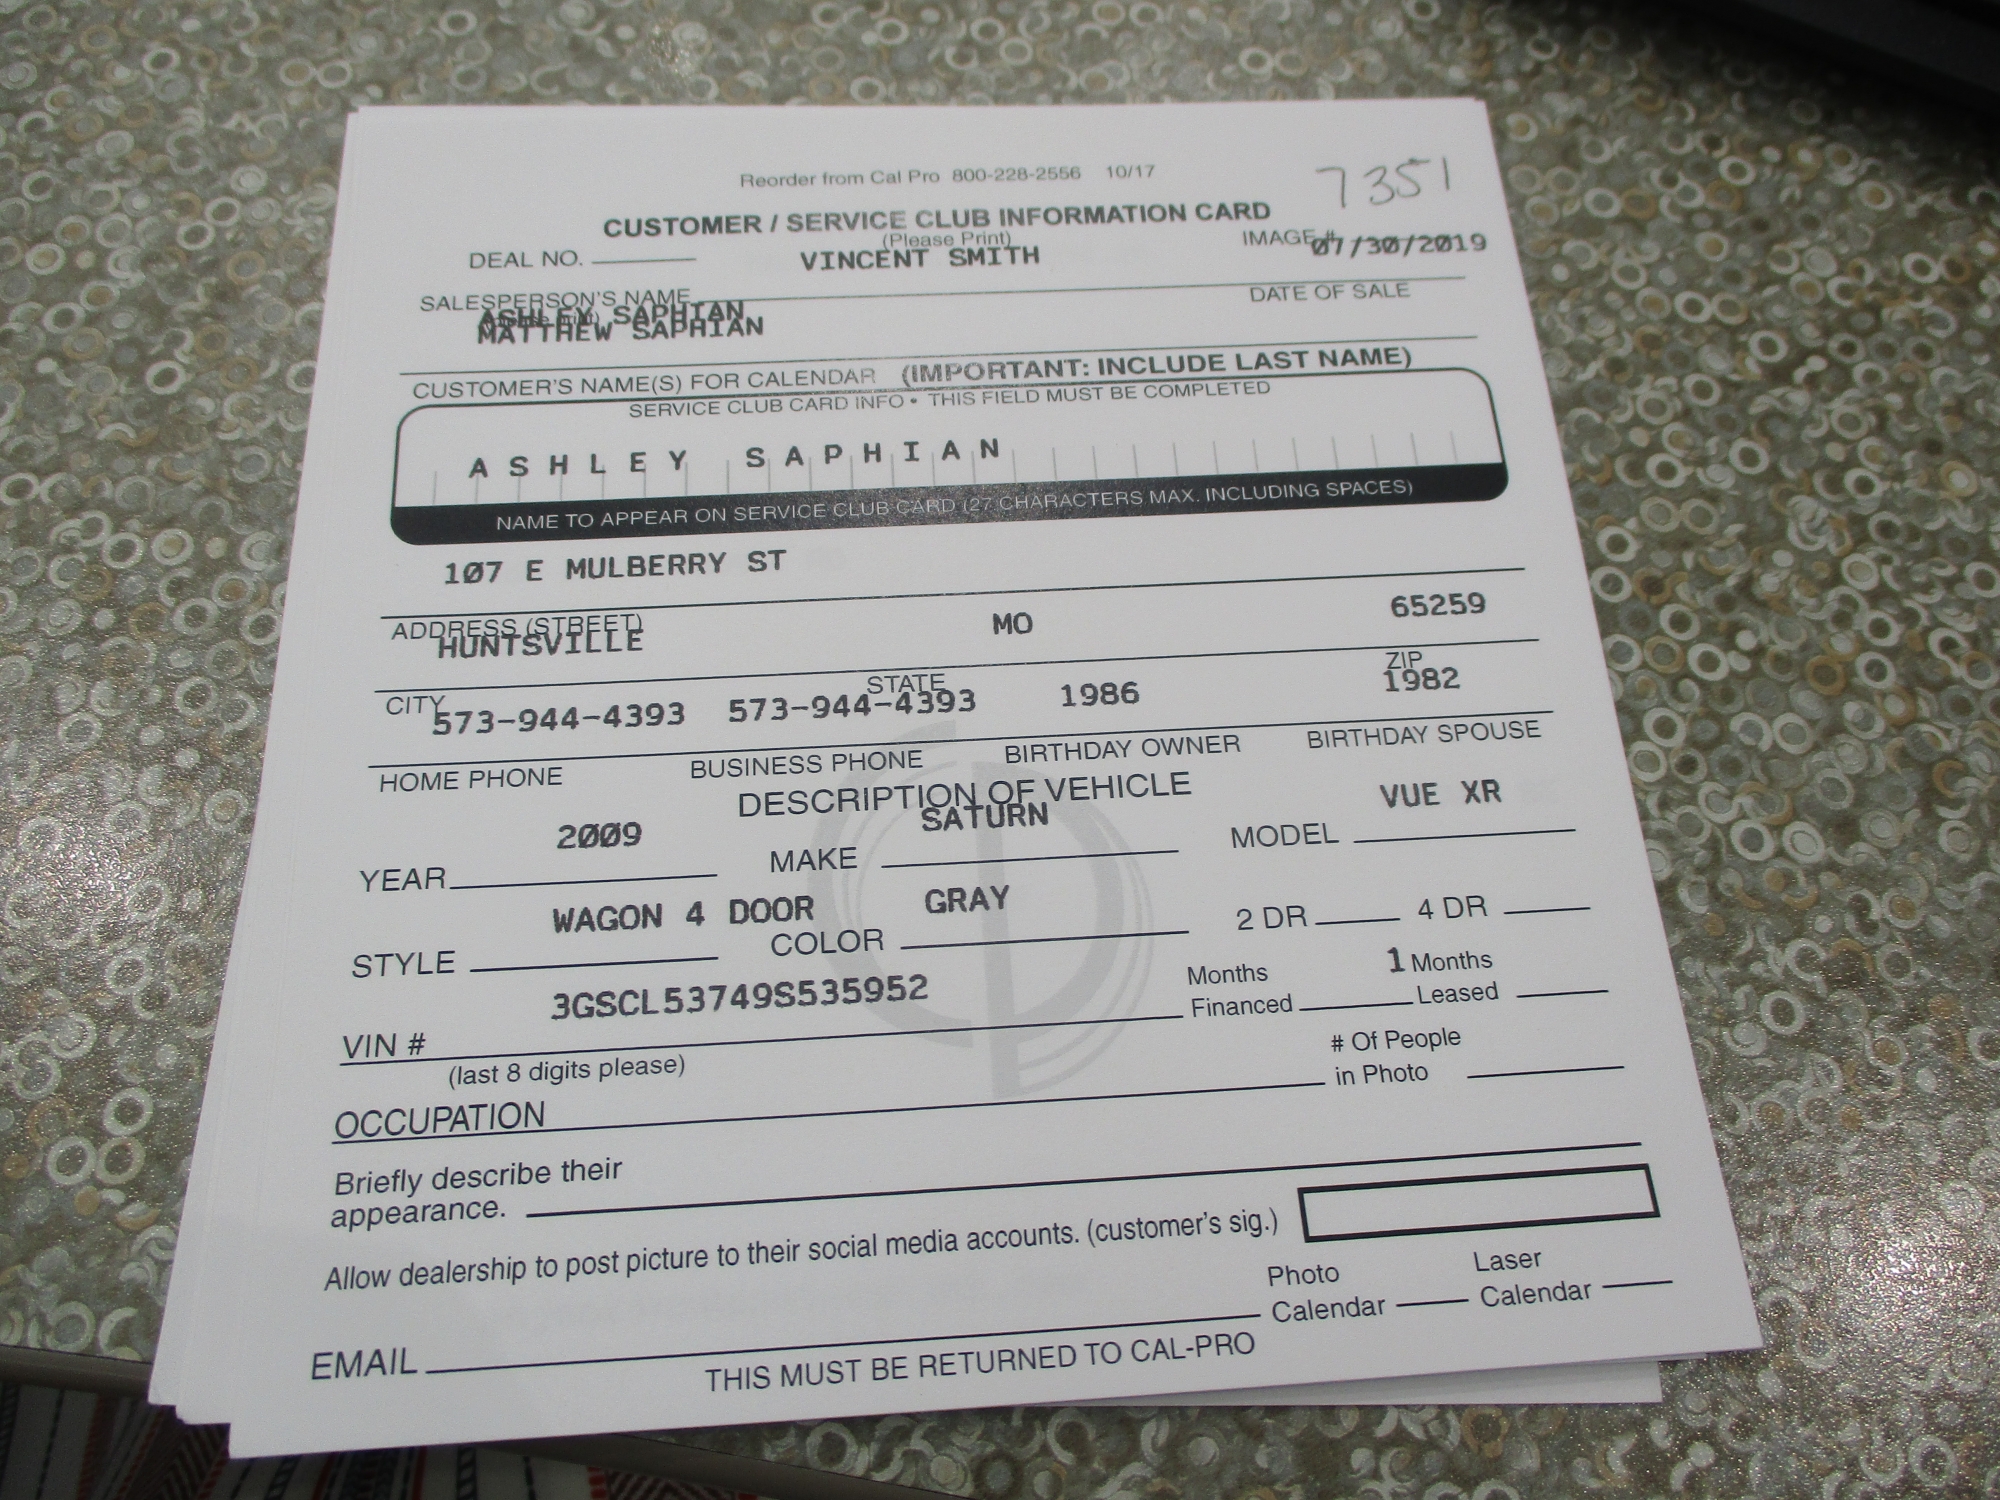 Reorder from Cal Pro 800-228-2556 10/17
7351
CUSTOMER / SERVICE CLUB INFORMATION CARD
(Please Print)
DEAL NO.
VINCENT SMITH
IMAGE #
07/30/2019
SALESPERSON'S NAME
DATE OF SALE
ASHLEY SAPHIAN
MATTHEW SAPHIAN
CUSTOMER'S NAME(S) FOR CALENDAR (IMPORTANT: INCLUDE LAST NAME)
SERVICE CLUB CARD INFO • THIS FIELD MUST BE COMPLETED
ASHLEY SAPHIAN
NAME TO APPEAR ON SERVICE CLUB CARD (27 CHARACTERS MAX. INCLUDING SPACES)
107 E MULBERRY ST
ADDRESS (STREET)
HUNTSVILLE MO 65259
CITY STATE ZIP
573-944-4393 573-944-4393 1986 1982
HOME PHONE BUSINESS PHONE BIRTHDAY OWNER BIRTHDAY SPOUSE
DESCRIPTION OF VEHICLE
2009 SATURN VUE XR
YEAR MAKE MODEL
WAGON 4 DOOR GRAY
STYLE COLOR 2 DR 4 DR
3GSCL53749S535952
VIN #
(last 8 digits please)
Months Financed 1 Months Leased
OCCUPATION
# Of People in Photo
Briefly describe their
appearance.
Allow dealership to post picture to their social media accounts. (customer's sig.)
EMAIL
Photo Calendar Laser Calendar
THIS MUST BE RETURNED TO CAL-PRO